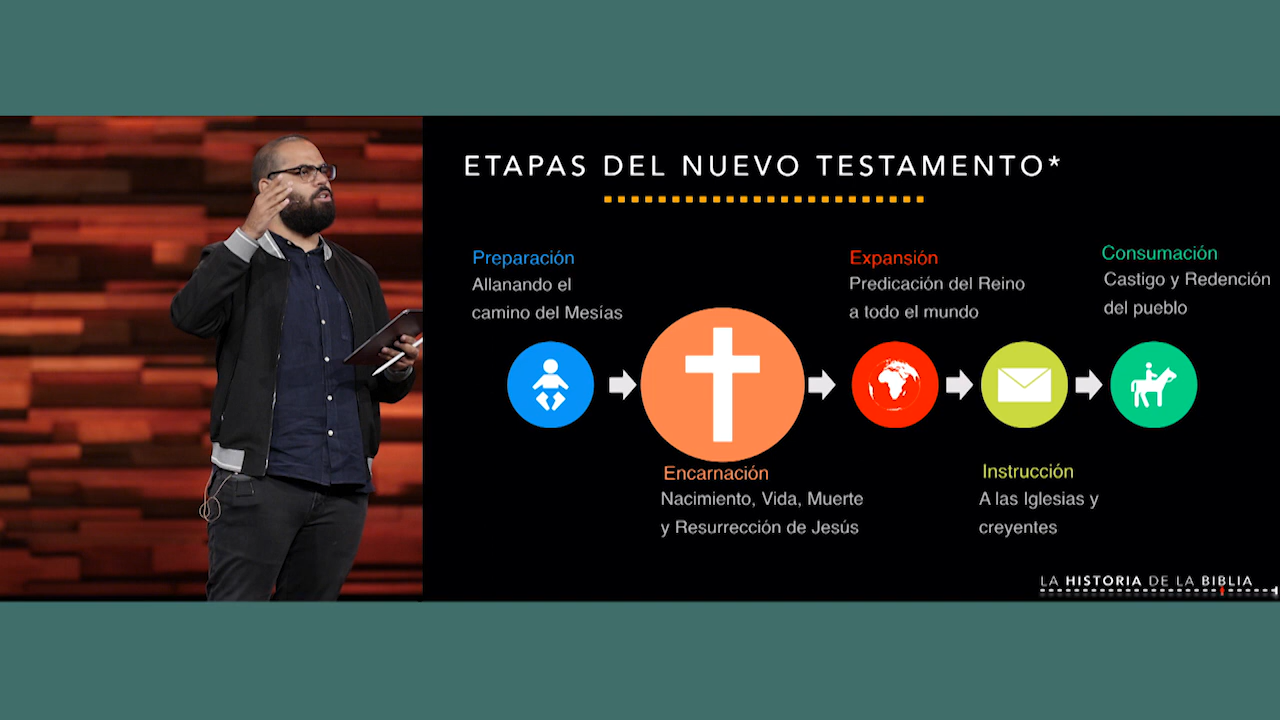 ETAPAS DEL NUEVO TESTAMENTO*
Preparación
Allanando el
camino del Mesías
Encarnación
Nacimiento, Vida, Muerte
y Resurrección de Jesús
Expansión
Predicación del Reino
a todo el mundo
Instrucción
A las Iglesias y
creyentes
Consumación
Castigo y Redención
del pueblo
LA HISTORIA DE LA BIBLIA